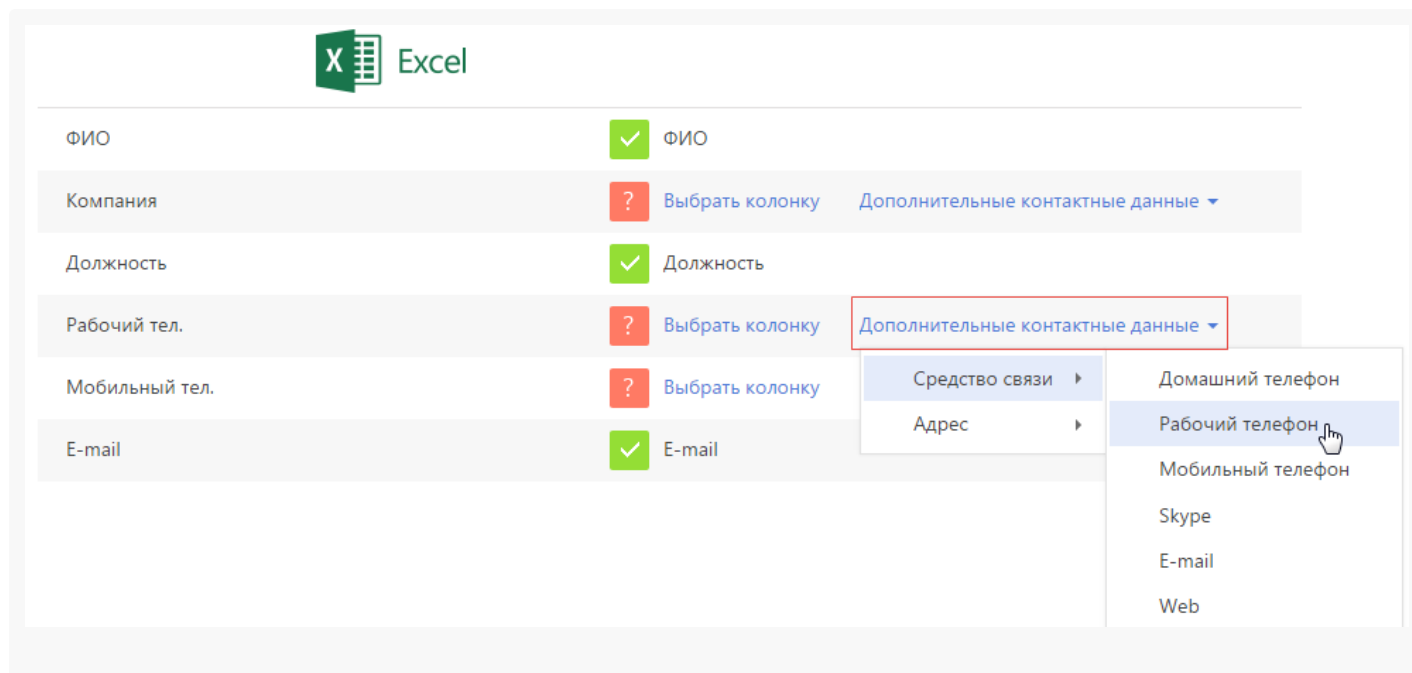 Excel
ФИО ФИО
Компания ? Выбрать колонку Дополнительные контактные данные
Должность Должность
Рабочий тел. ? Выбрать колонку Дополнительные контактные данные
Мобильный тел. ? Выбрать колонку Средство связи Домашний телефон
Адрес Рабочий телефон
E-mail E-mail Мобильный телефон
Skype
E-mail
Web